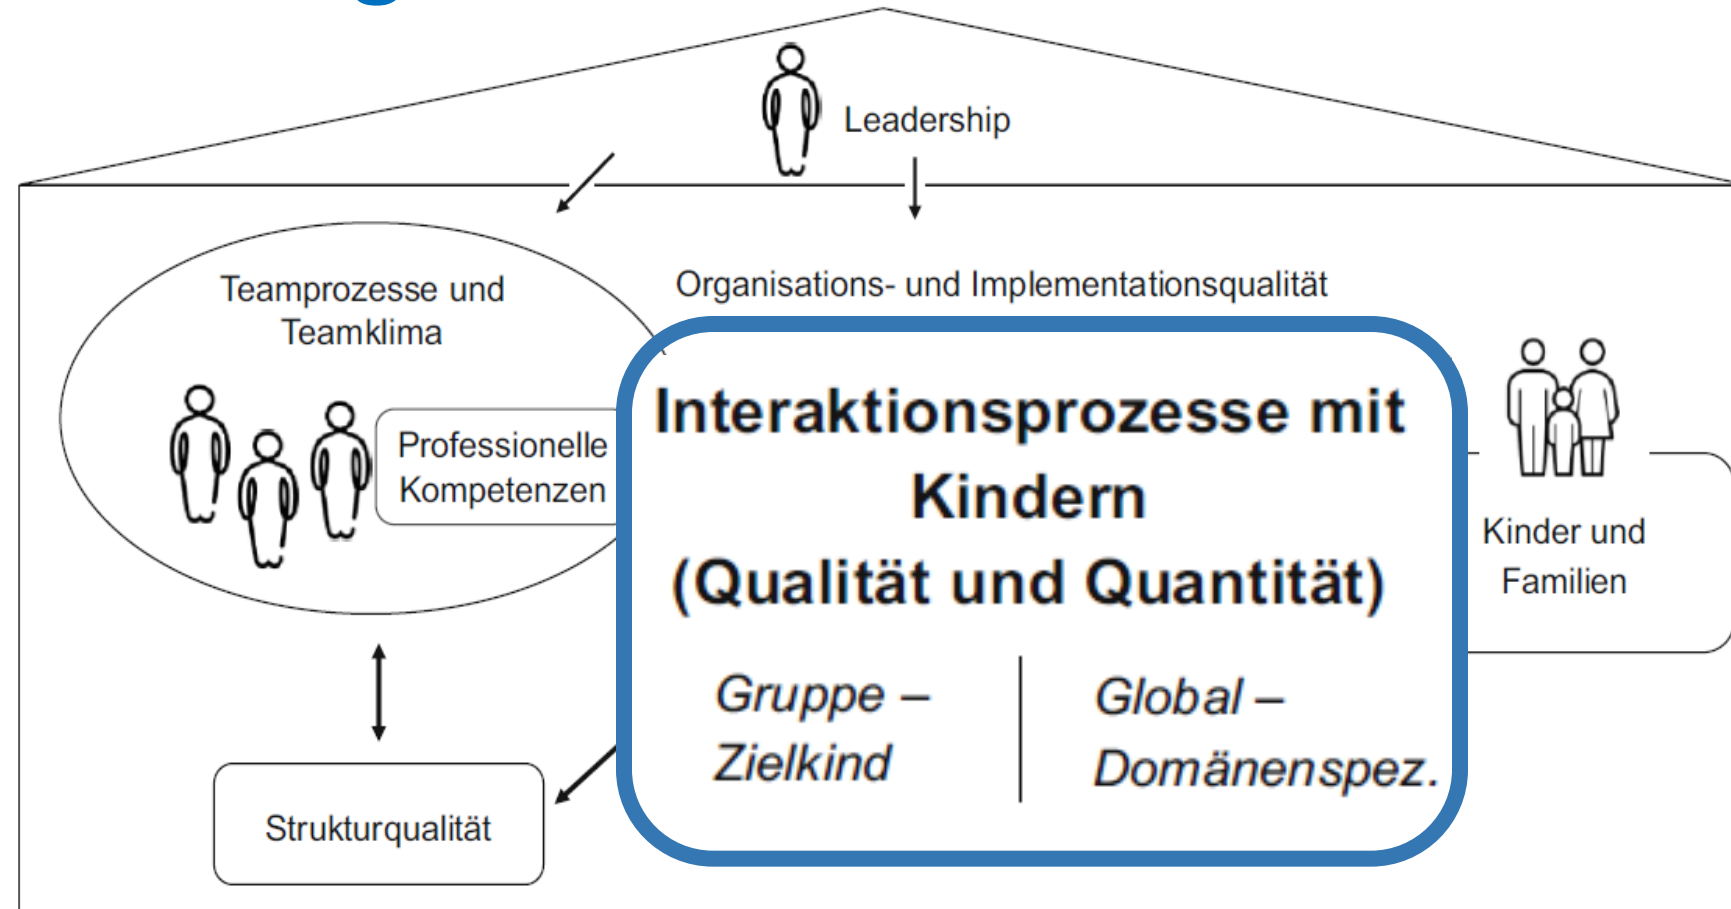 Leadership
Teamprozesse und
Teamklima
Organisations- und Implementationsqualität
Professionelle
Kompetenzen
Interaktionsprozesse mit
Kindern
(Qualität und Quantität)
Gruppe –
Zielkind
Global –
Domänenspez.
Kinder und
Familien
Strukturqualität